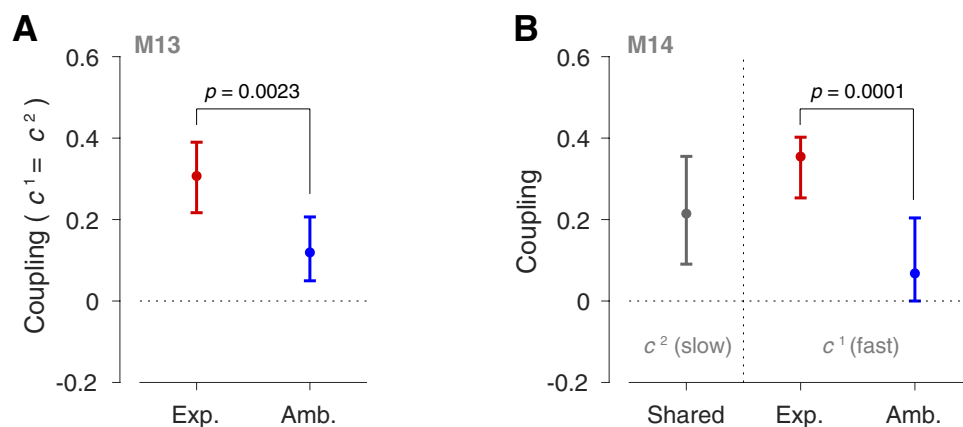 A
M13
Coupling ( c¹ = c² )
0.6
0.4
0.2
0
-0.2
p = 0.0023
Exp.
Amb.
B
M14
Coupling
0.6
0.4
0.2
0
-0.2
p = 0.0001
c² (slow)
c¹ (fast)
Shared
Exp.
Amb.